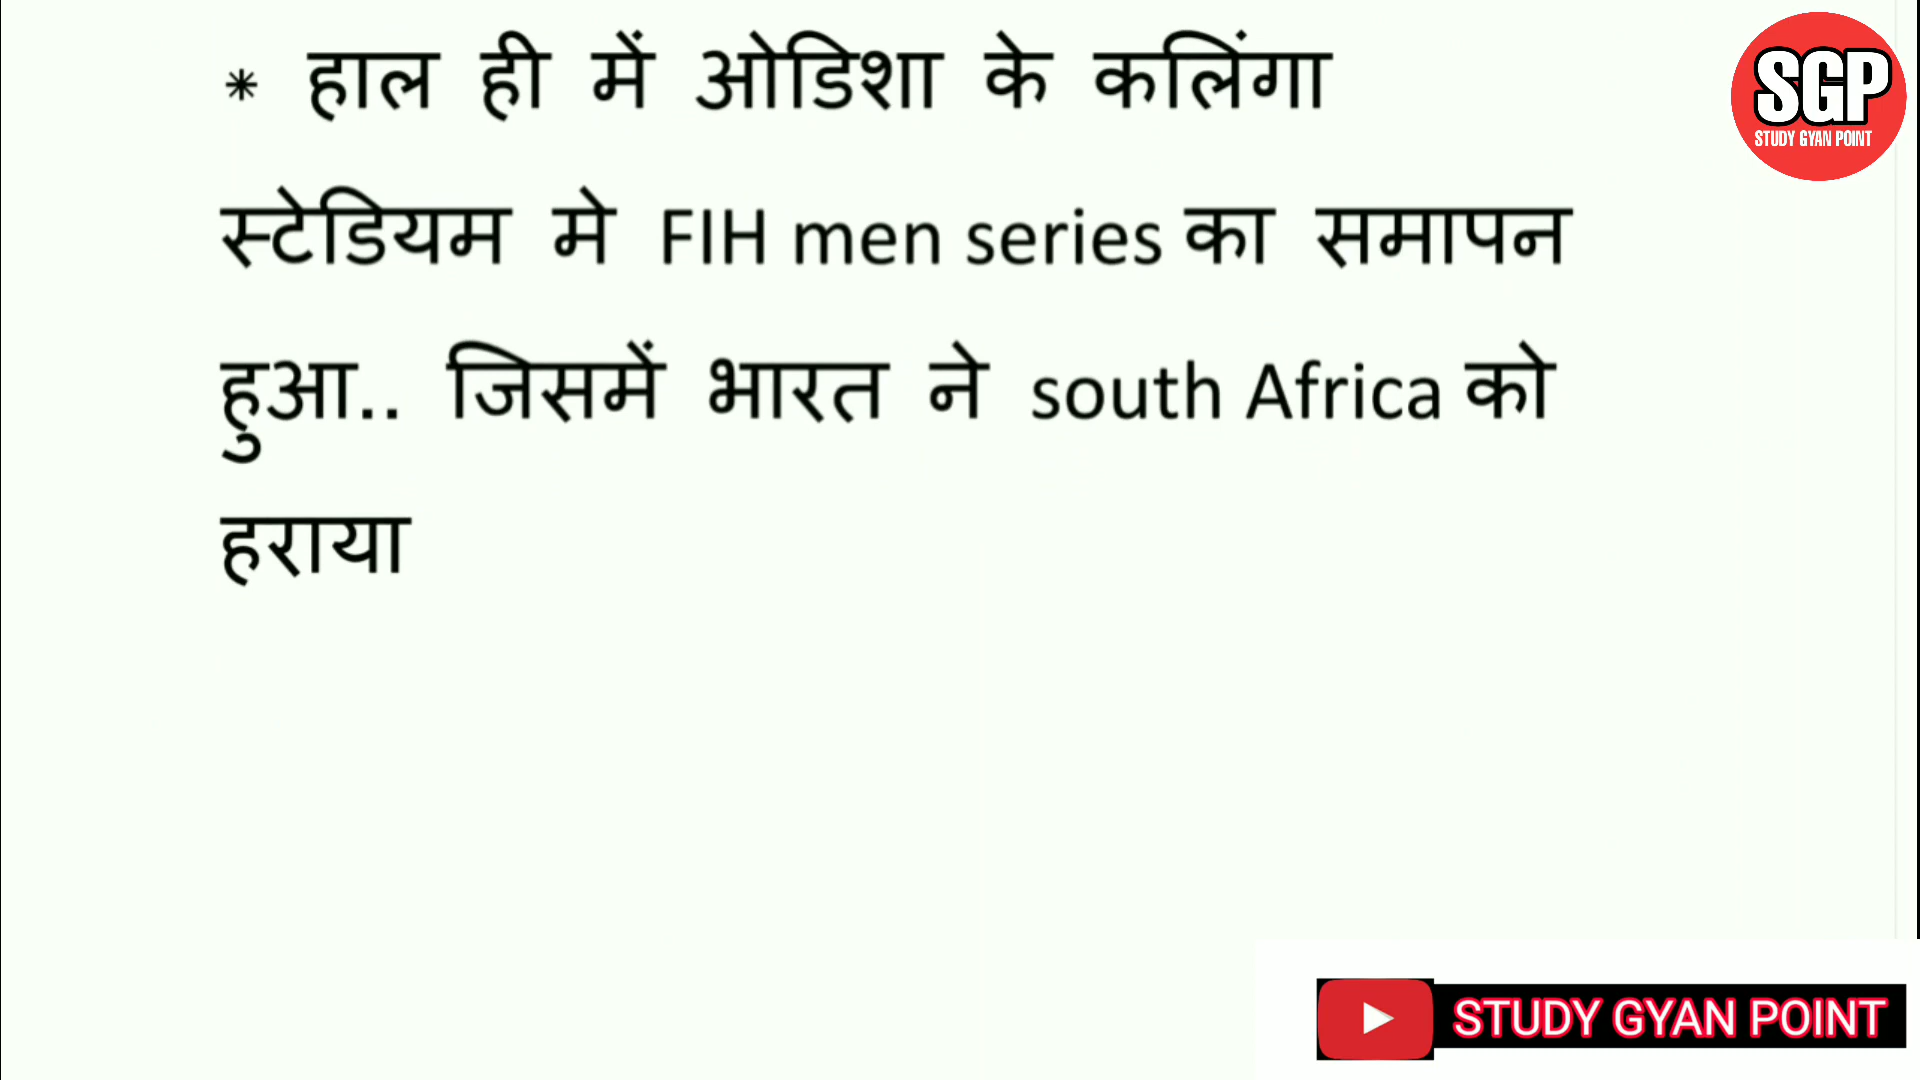 * हाल ही में ओडिशा के कलिंगा
स्टेडियम मे FIH men series का समापन
हुआ.. जिसमें भारत ने south Africa को
हराया
SGP
STUDY GYAN POINT
STUDY GYAN POINT